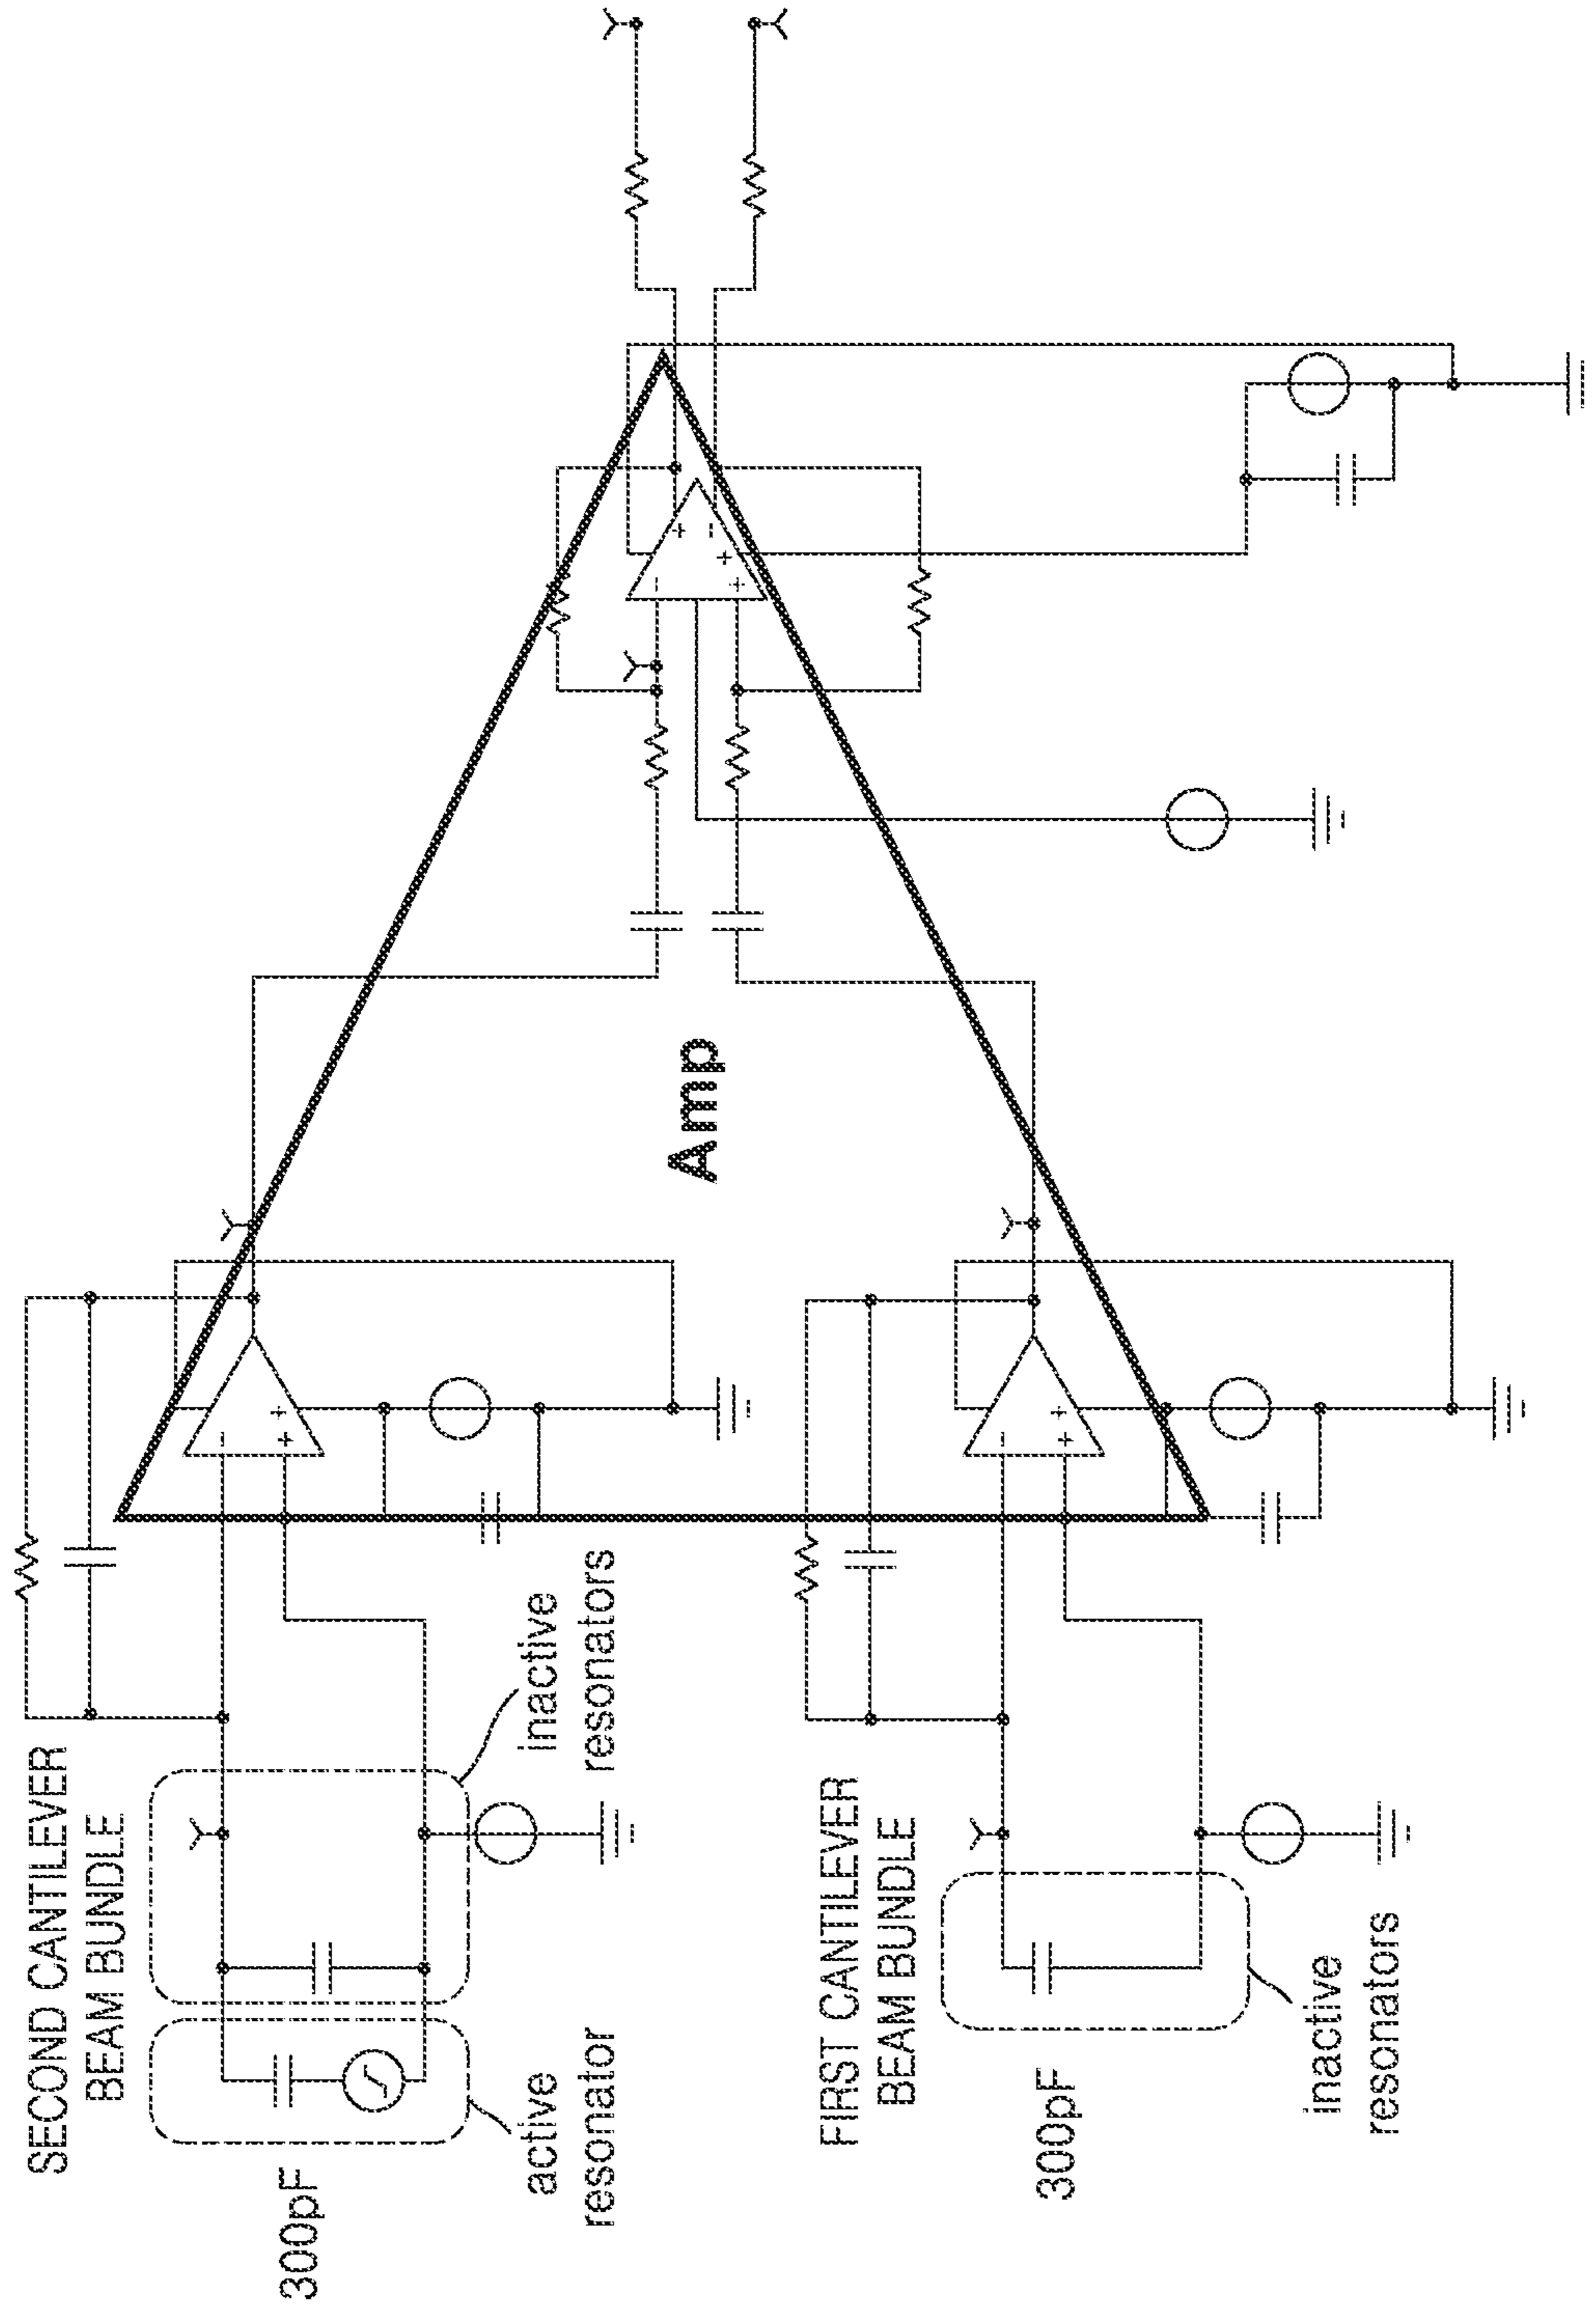 SECOND CANTILEVER
BEAM BUNDLE
300pF
active
resonator
inactive
resonators
Amp
FIRST CANTILEVER
BEAM BUNDLE
300pF
inactive
resonators